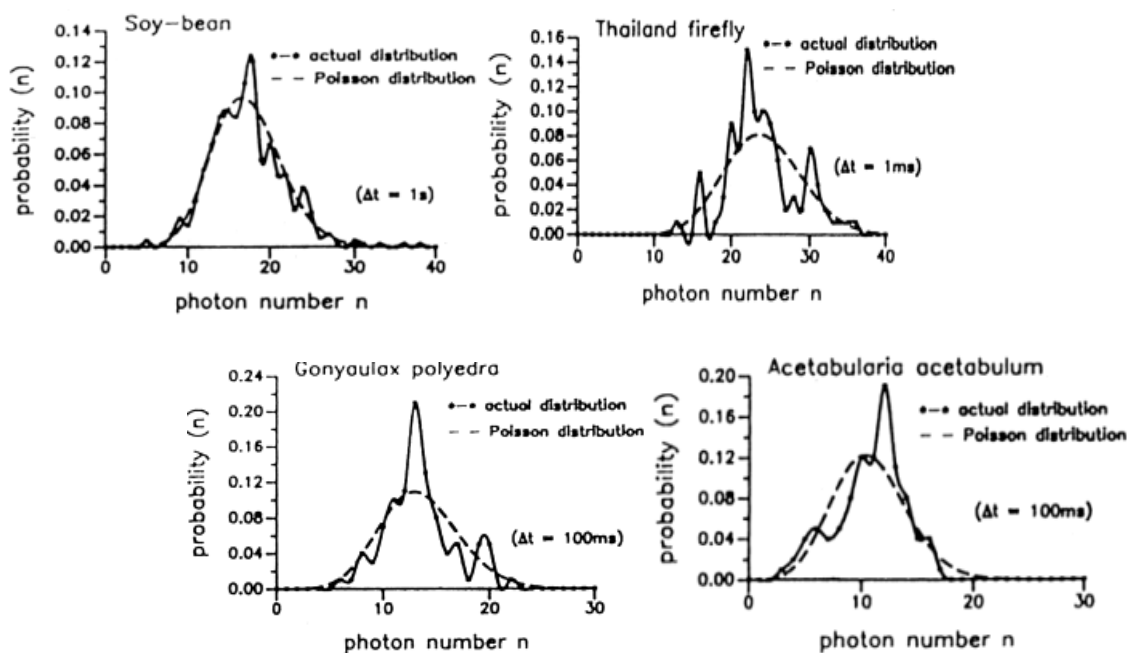 Soy-bean
probability (n)
0.14
0.12
0.10
0.08
0.06
0.04
0.02
0.00
•-• actual distribution
-- Poisson distribution
(Δt = 1s)
0 10 20 30 40
photon number n
Thailand firefly
probability (n)
0.16
0.14
0.12
0.10
0.08
0.06
0.04
0.02
0.00
•-• actual distribution
-- Poisson distribution
(Δt = 1ms)
0 10 20 30 40
photon number n
Gonyaulax polyedra
probability (n)
0.24
0.20
0.16
0.12
0.08
0.04
0.00
•-• actual distribution
-- Poisson distribution
(Δt = 100ms)
0 10 20 30
photon number n
Acetabularia acetabulum
probability (n)
0.20
0.16
0.12
0.08
0.04
0.00
•-• actual distribution
-- Poisson distribution
(Δt = 100ms)
0 10 20 30
photon number n